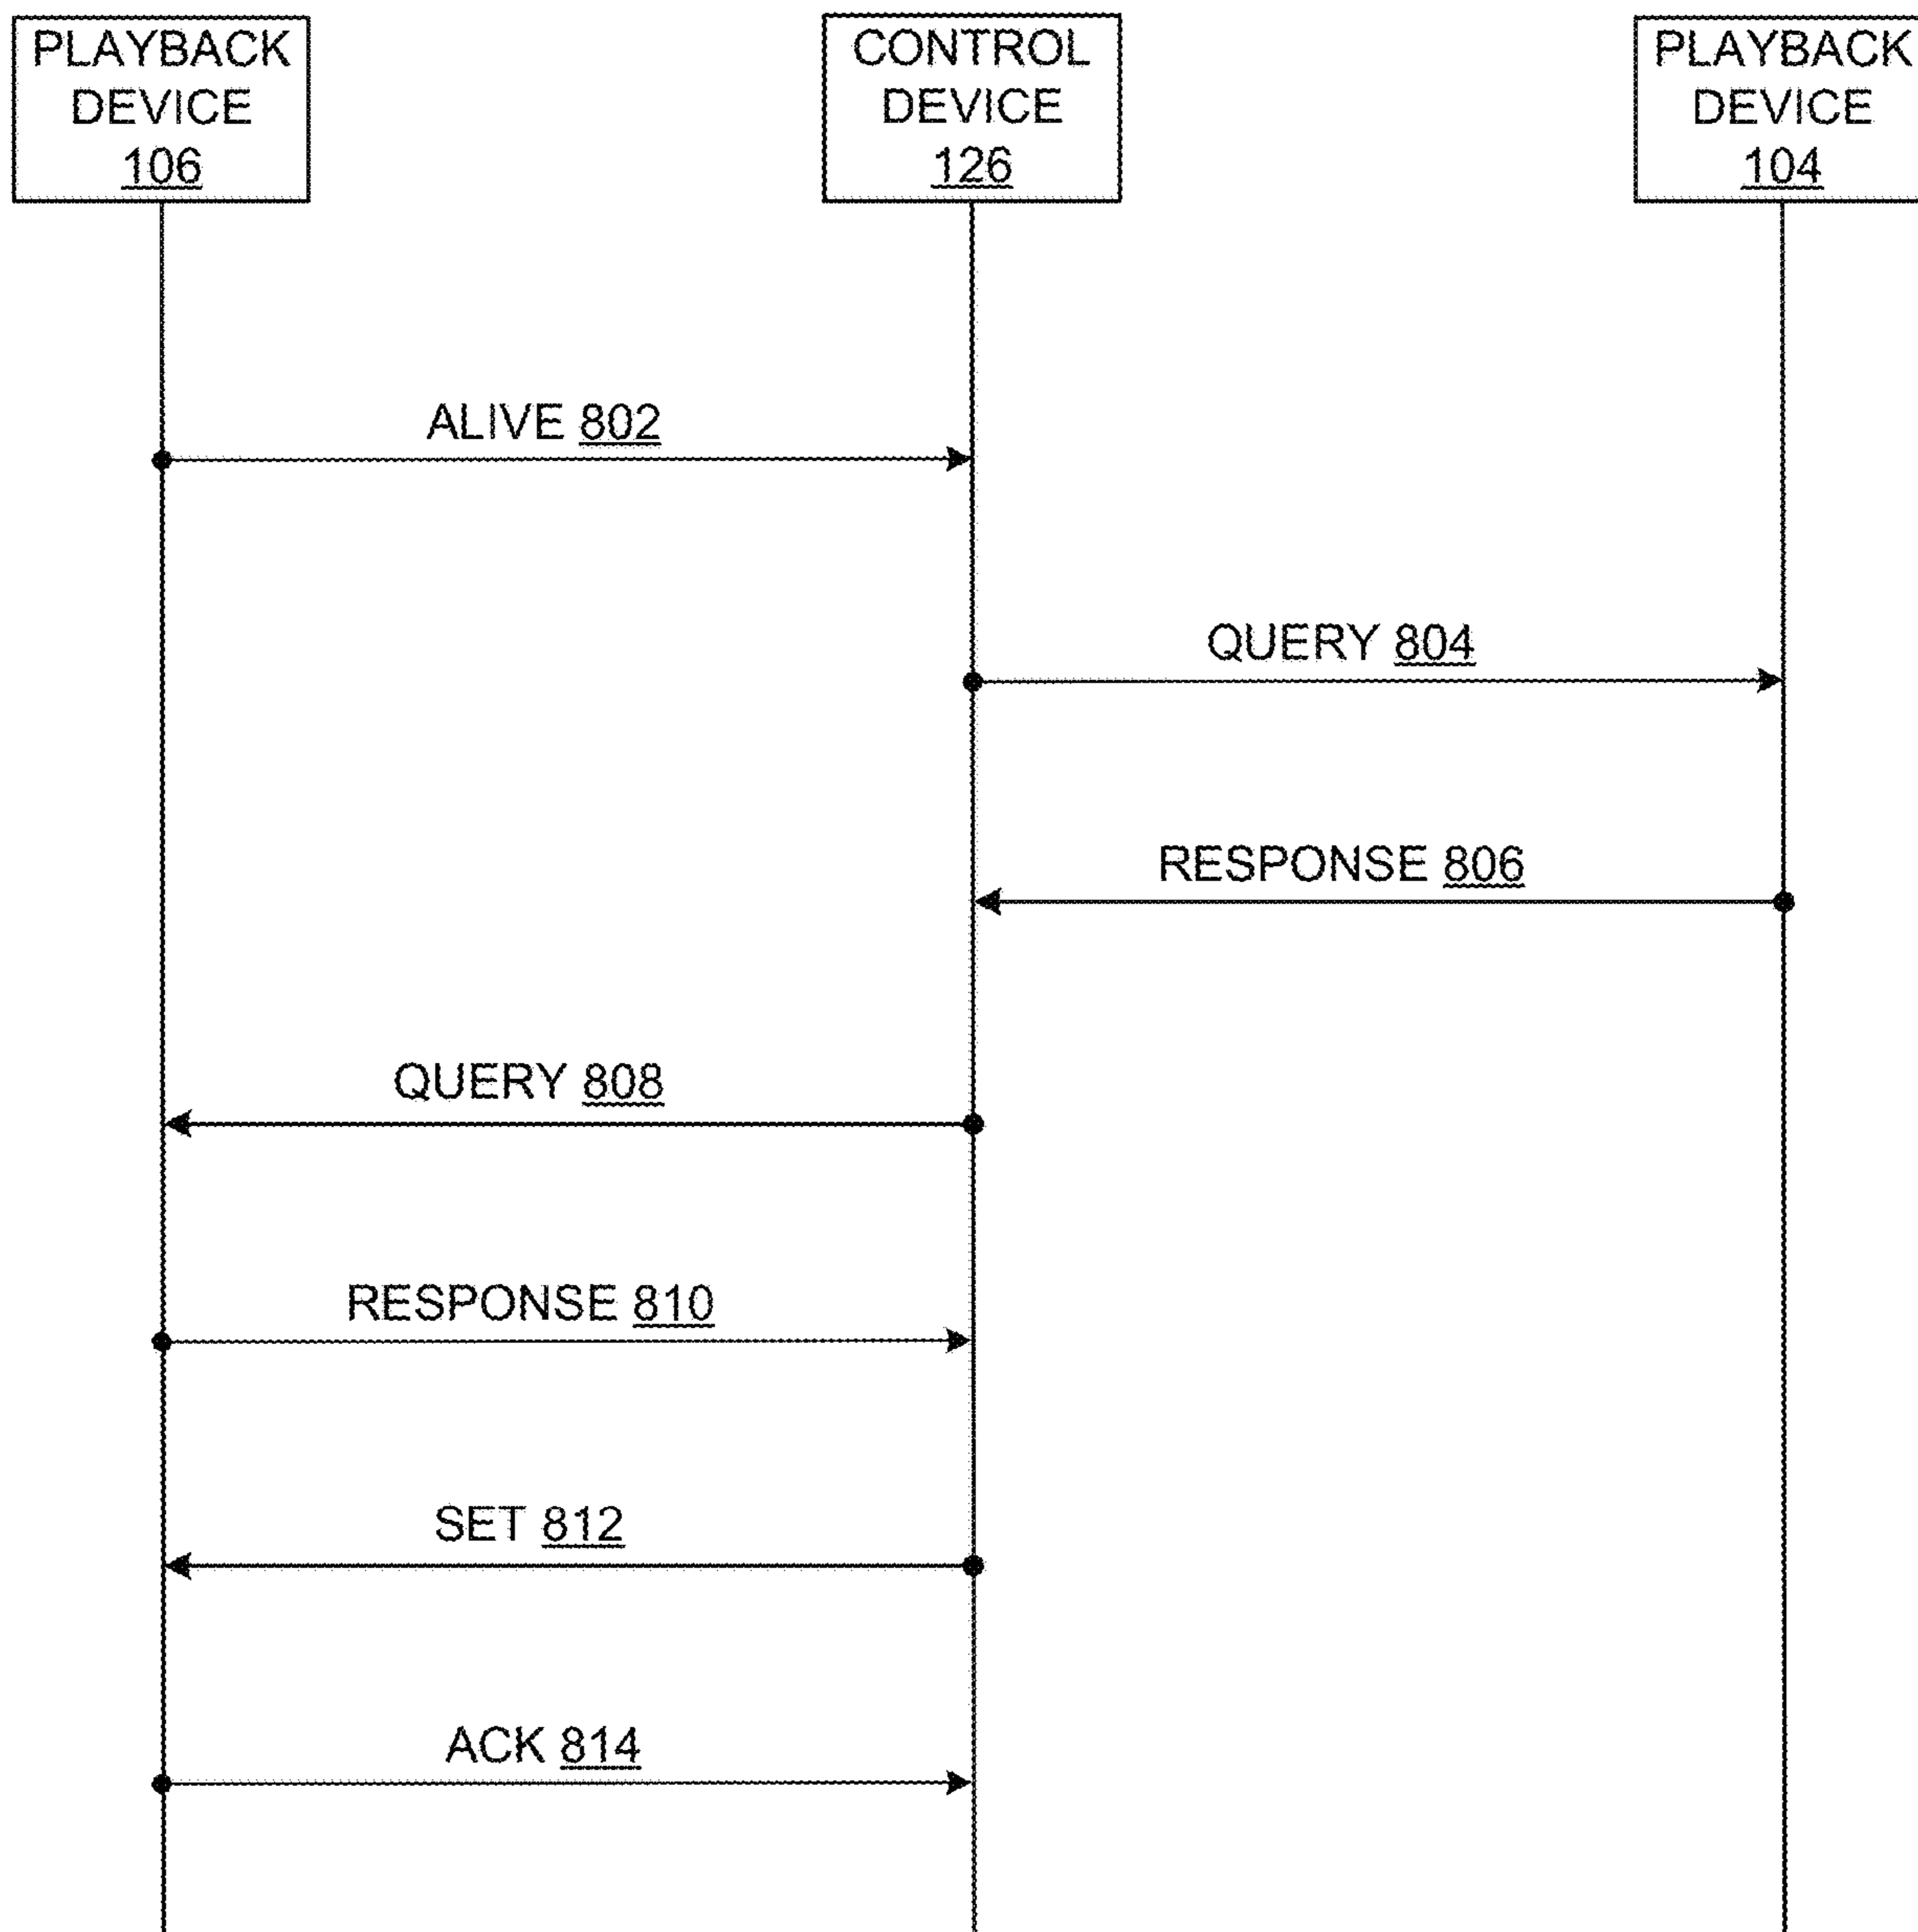 PLAYBACK
DEVICE
106
CONTROL
DEVICE
126
PLAYBACK
DEVICE
104
ALIVE 802
QUERY 804
RESPONSE 806
QUERY 808
RESPONSE 810
SET 812
ACK 814